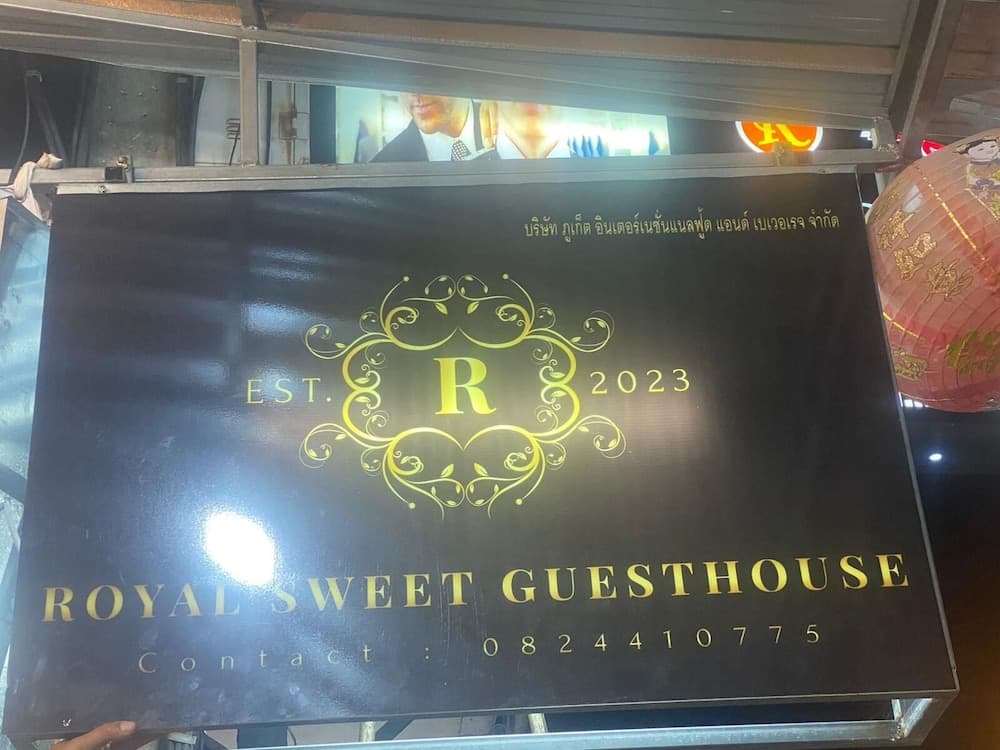 บริษัท ภูเก็ต อินเตอร์เนชั่นแนลฟู้ด แอนด์ เบเวอเรจ จำกัด
EST. R 2023
ROYAL SWEET GUESTHOUSE
Contact : 0824410775